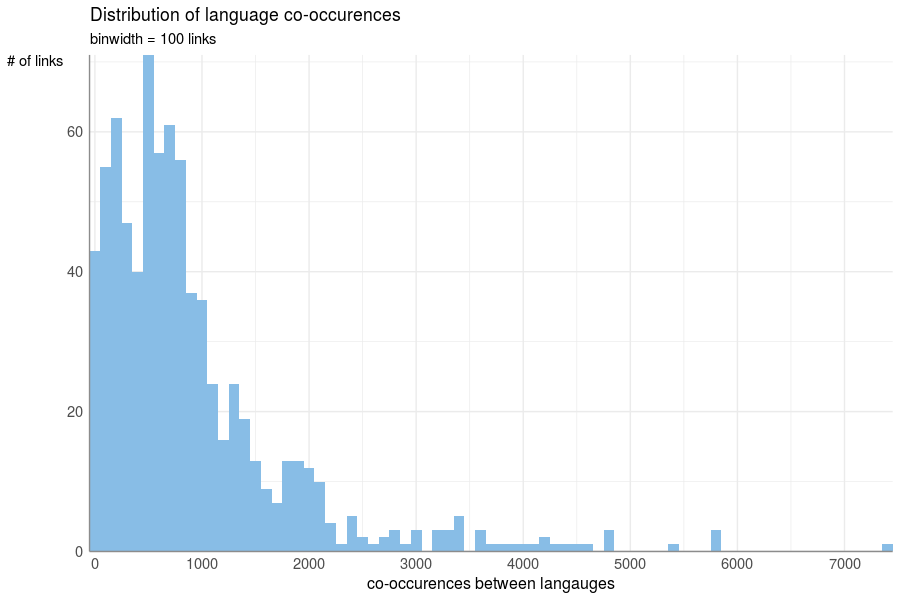 Distribution of language co-occurences
binwidth = 100 links
# of links
60
40
20
0
0 1000 2000 3000 4000 5000 6000 7000
co-occurences between langauges